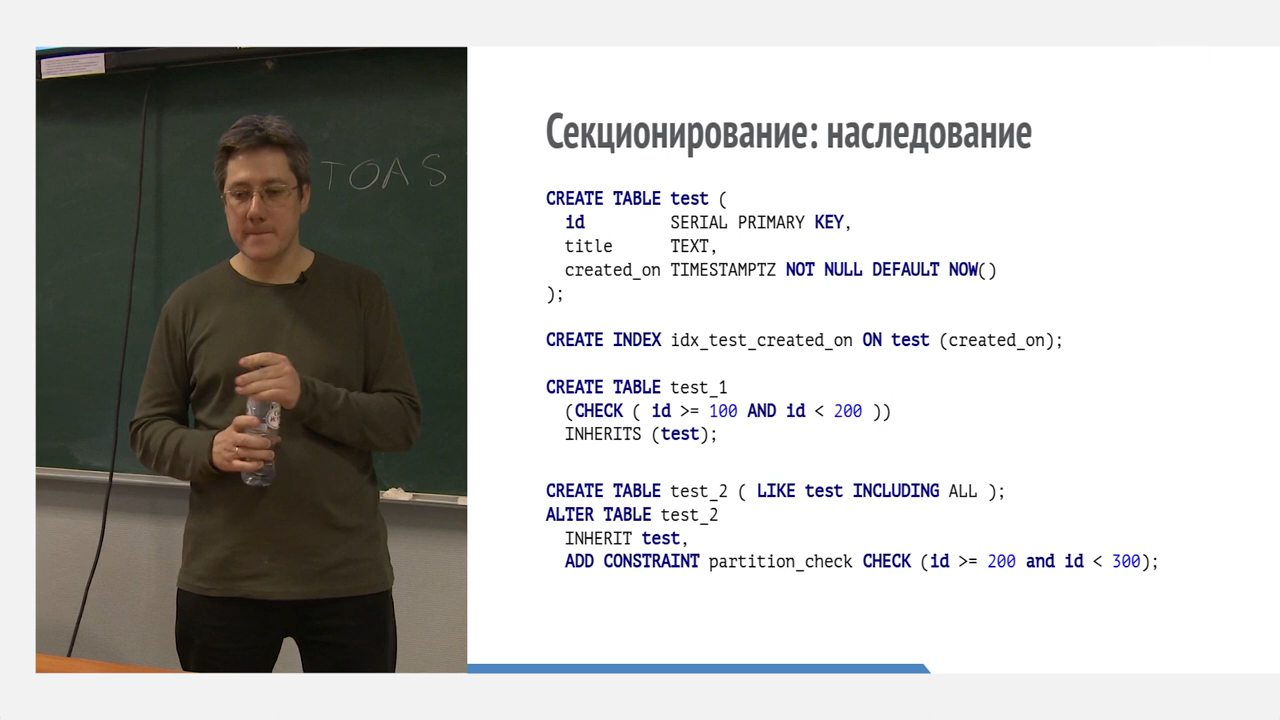 TOAS
Секционирование: наследование
CREATE TABLE test (
id SERIAL PRIMARY KEY,
title TEXT,
created_on TIMESTAMPTZ NOT NULL DEFAULT NOW()
);
CREATE INDEX idx_test_created_on ON test (created_on);
CREATE TABLE test_1
(CHECK ( id >= 100 AND id < 200 ))
INHERITS (test);
CREATE TABLE test_2 ( LIKE test INCLUDING ALL );
ALTER TABLE test_2
INHERIT test,
ADD CONSTRAINT partition_check CHECK (id >= 200 and id < 300);